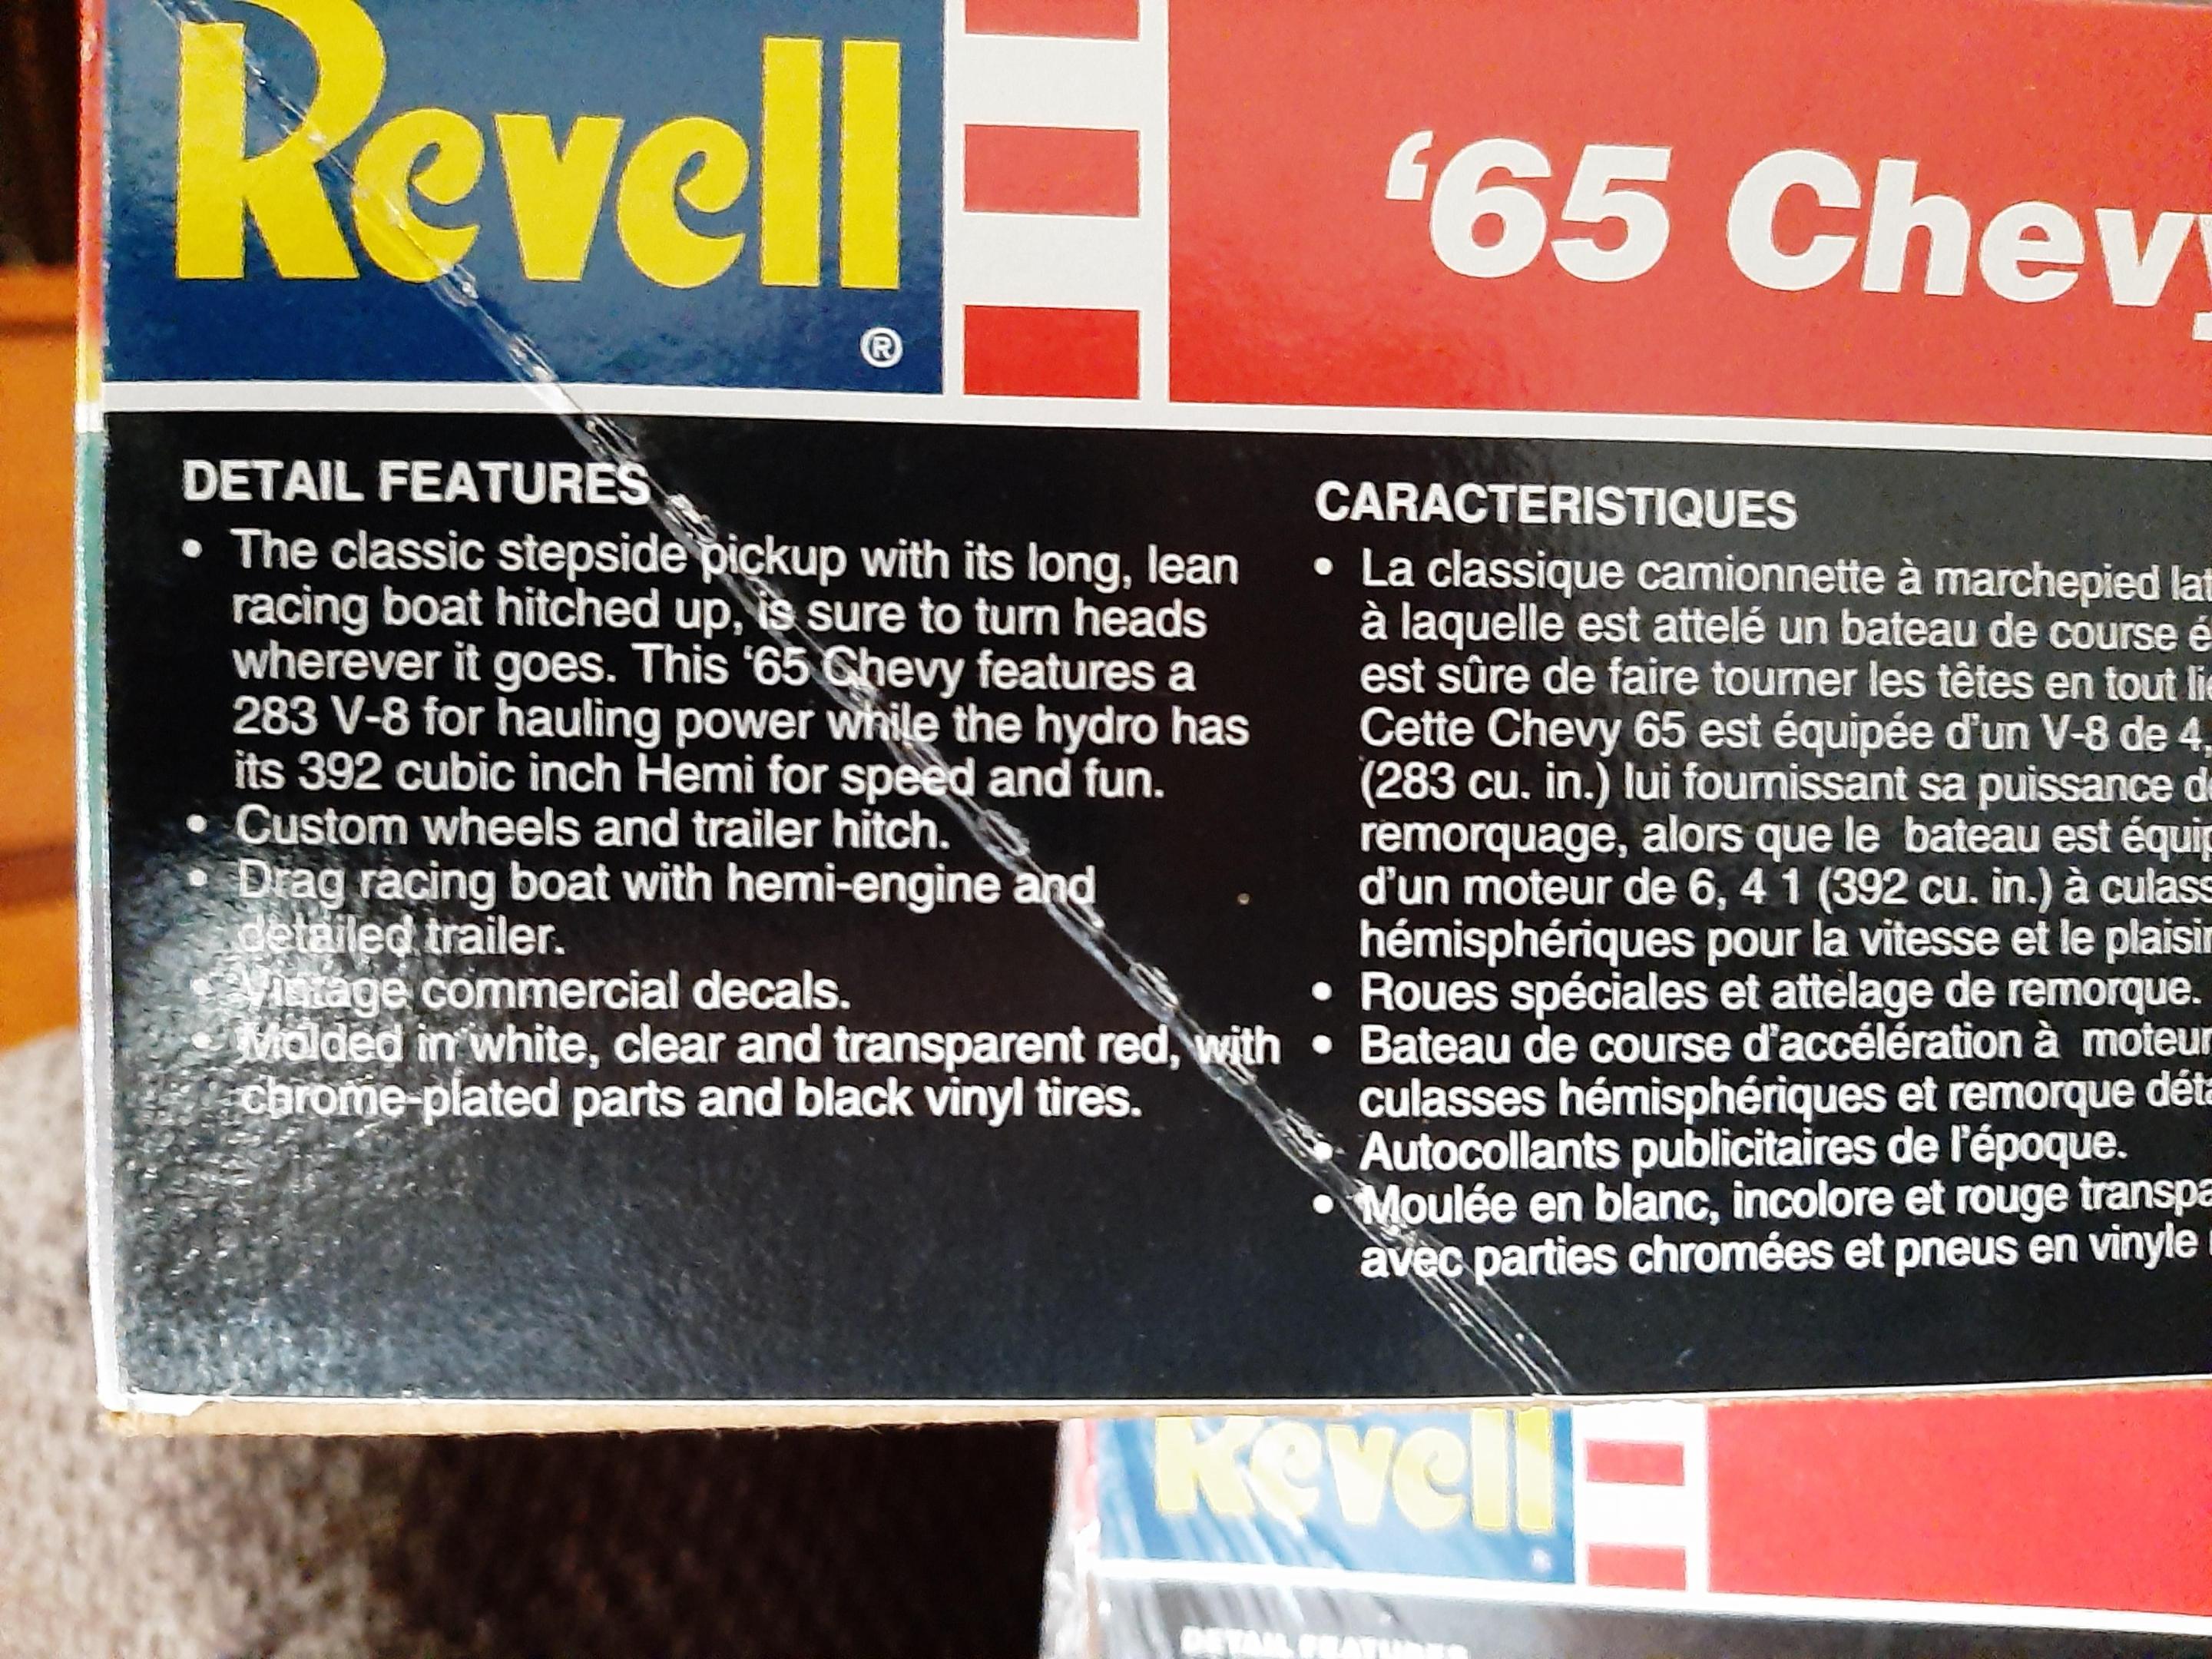 Revell
®
‘65 Chevy
DETAIL FEATURES
• The classic stepside pickup with its long, lean
racing boat hitched up, is sure to turn heads
wherever it goes. This ‘65 Chevy features a
283 V-8 for hauling power while the hydro has
its 392 cubic inch Hemi for speed and fun.
• Custom wheels and trailer hitch.
• Drag racing boat with hemi-engine and
detailed trailer.
• Vintage commercial decals.
• Molded in white, clear and transparent red, with
chrome-plated parts and black vinyl tires.
CARACTERISTIQUES
• La classique camionnette à marchepied
à laquelle est attelé un bateau de course
est sûre de faire tourner les têtes en tout
Cette Chevy 65 est équipée d'un V-8 de 4,
(283 cu. in.) lui fournissant sa puissance
remorquage, alors que le bateau est
d'un moteur de 6, 4 1 (392 cu. in.) à
hémisphériques pour la vitesse et le plaisir
• Roues spéciales et attelage de remorque.
• Bateau de course d'accélération à moteur
culasses hémisphériques et remorque
• Autocollants publicitaires de l'époque.
• Moulée en blanc, incolore et rouge
avec parties chromées et pneus en vinyle
Revell
DETAIL FEATURES